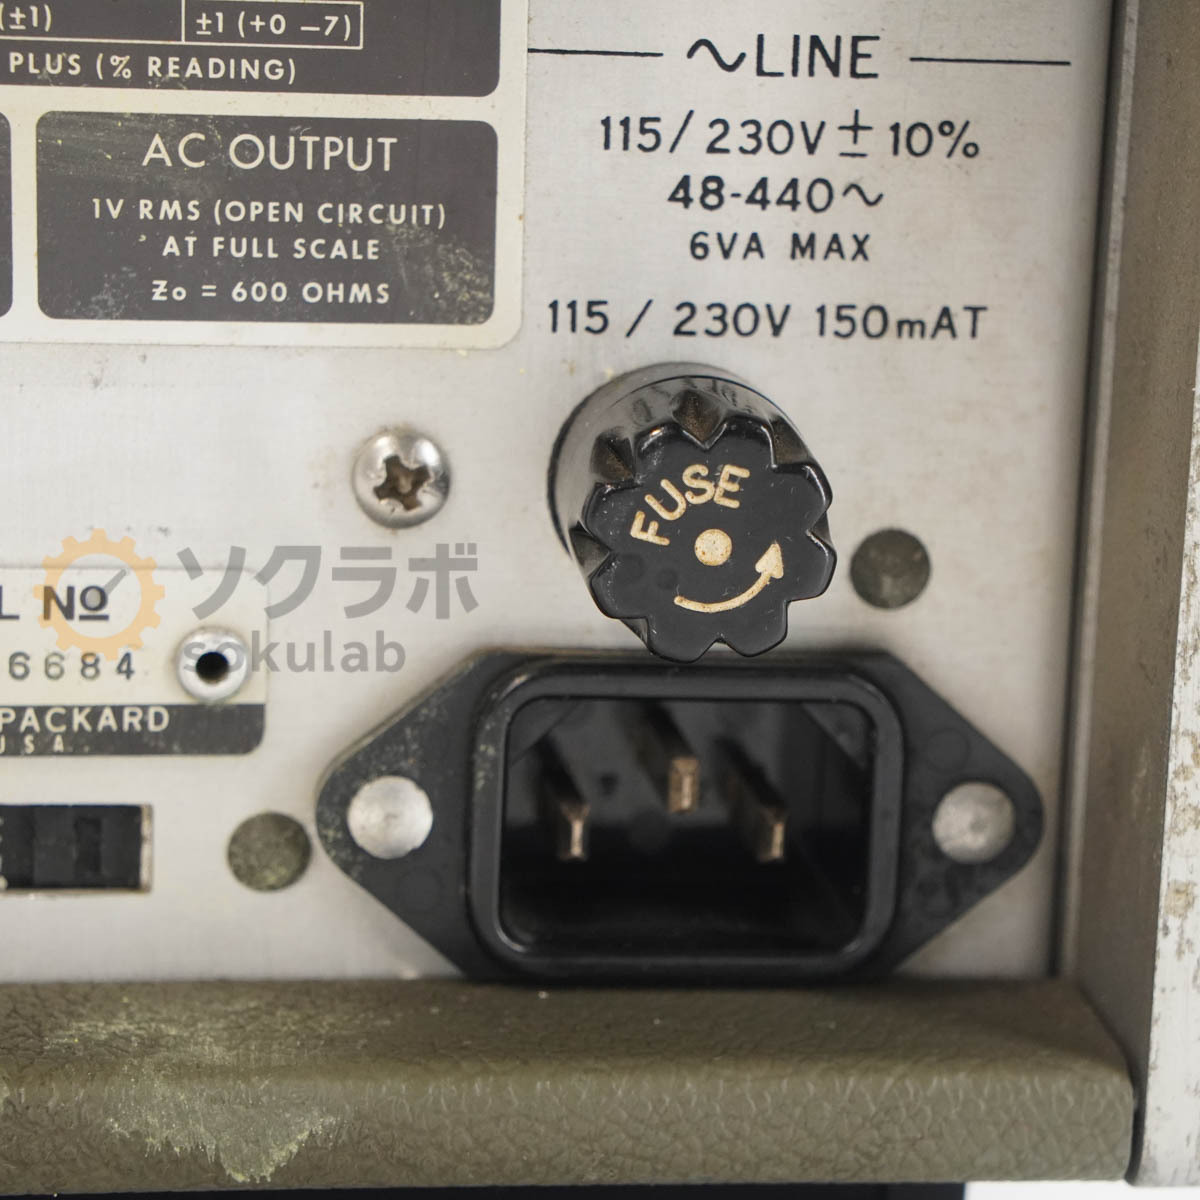 (±1) ±1 (+0 −7)
PLUS (% READING)
AC OUTPUT
1V RMS (OPEN CIRCUIT)
AT FULL SCALE
Zo = 600 OHMS
∿LINE
115/230V ± 10%
48-440∿
6VA MAX
115 / 230V 150mAT
FUSE
L Nº
6684
PACKARD
USA
ソクラボ
sokulab